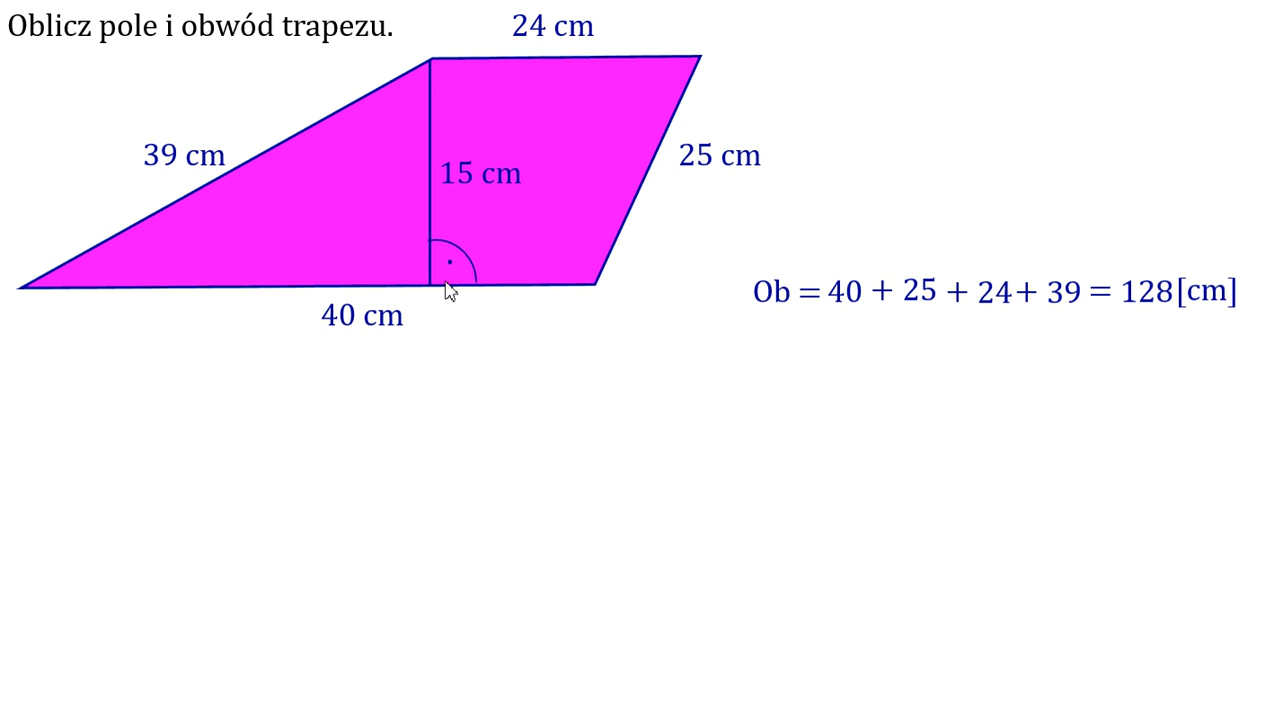 Oblicz pole i obwód trapezu.
24 cm
39 cm
15 cm
25 cm
40 cm
Ob = 40 + 25 + 24 + 39 = 128[cm]